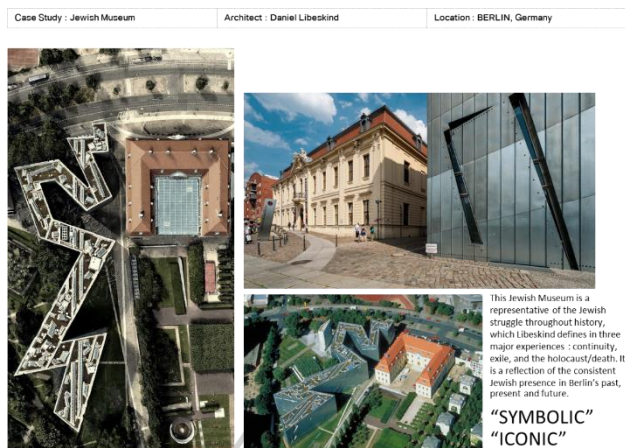 Case Study : Jewish Museum
Architect : Daniel Libeskind
Location : BERLIN, Germany
This Jewish Museum is a
representative of the Jewish
struggle throughout history,
which Libeskind defines in three
major experiences : continuity,
exile, and the holocaust/death. It
is a reflection of the consistent
Jewish presence in Berlin's past,
present and future.
“SYMBOLIC”
“ICONIC”